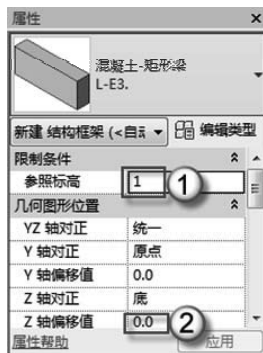 属性
混凝土-矩形梁
L-E3.
新建 结构框架 (<自动 编辑类型
限制条件
参照标高 1 1
几何图形位置
YZ 轴对正 统一
Y 轴对正 原点
Y 轴偏移值 0.0
Z 轴对正 底
Z 轴偏移值 0.0 2
属性帮助 应用